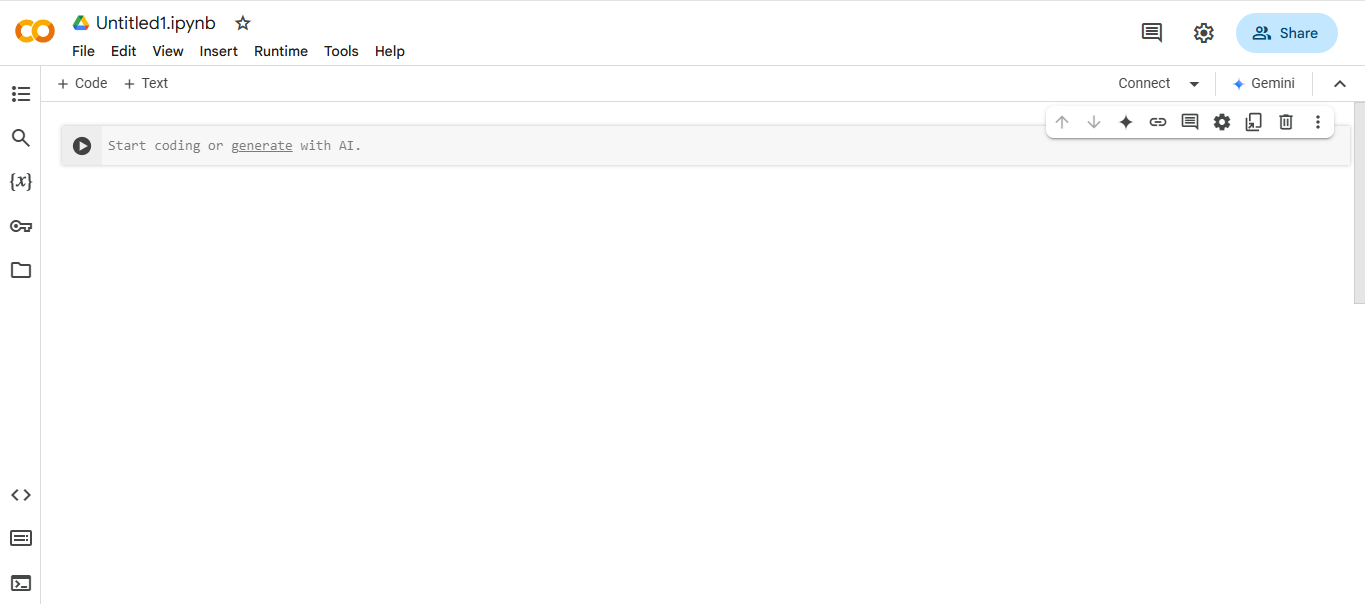 Untitled1.ipynb
File Edit View Insert Runtime Tools Help
Share
+ Code + Text
Connect
Gemini
Start coding or generate with AI.
{x}